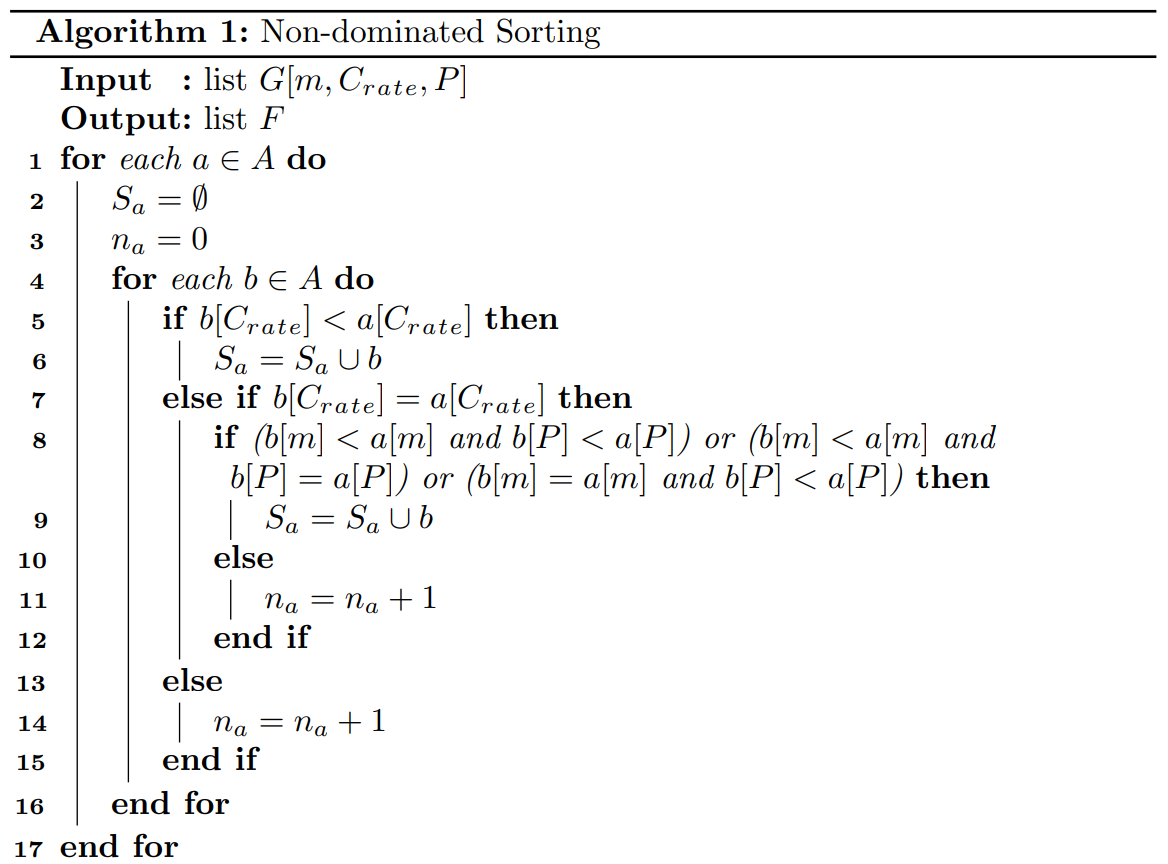 Algorithm 1: Non-dominated Sorting
Input : list G[m, C_rate, P]
Output: list F
1 for each a ∈ A do
2 S_a = ∅
3 n_a = 0
4 for each b ∈ A do
5 if b[C_rate] < a[C_rate] then
6 S_a = S_a ∪ b
7 else if b[C_rate] = a[C_rate] then
8 if (b[m] < a[m] and b[P] < a[P]) or (b[m] < a[m] and
b[P] = a[P]) or (b[m] = a[m] and b[P] < a[P]) then
9 S_a = S_a ∪ b
10 else
11 n_a = n_a + 1
12 end if
13 else
14 n_a = n_a + 1
15 end if
16 end for
17 end for